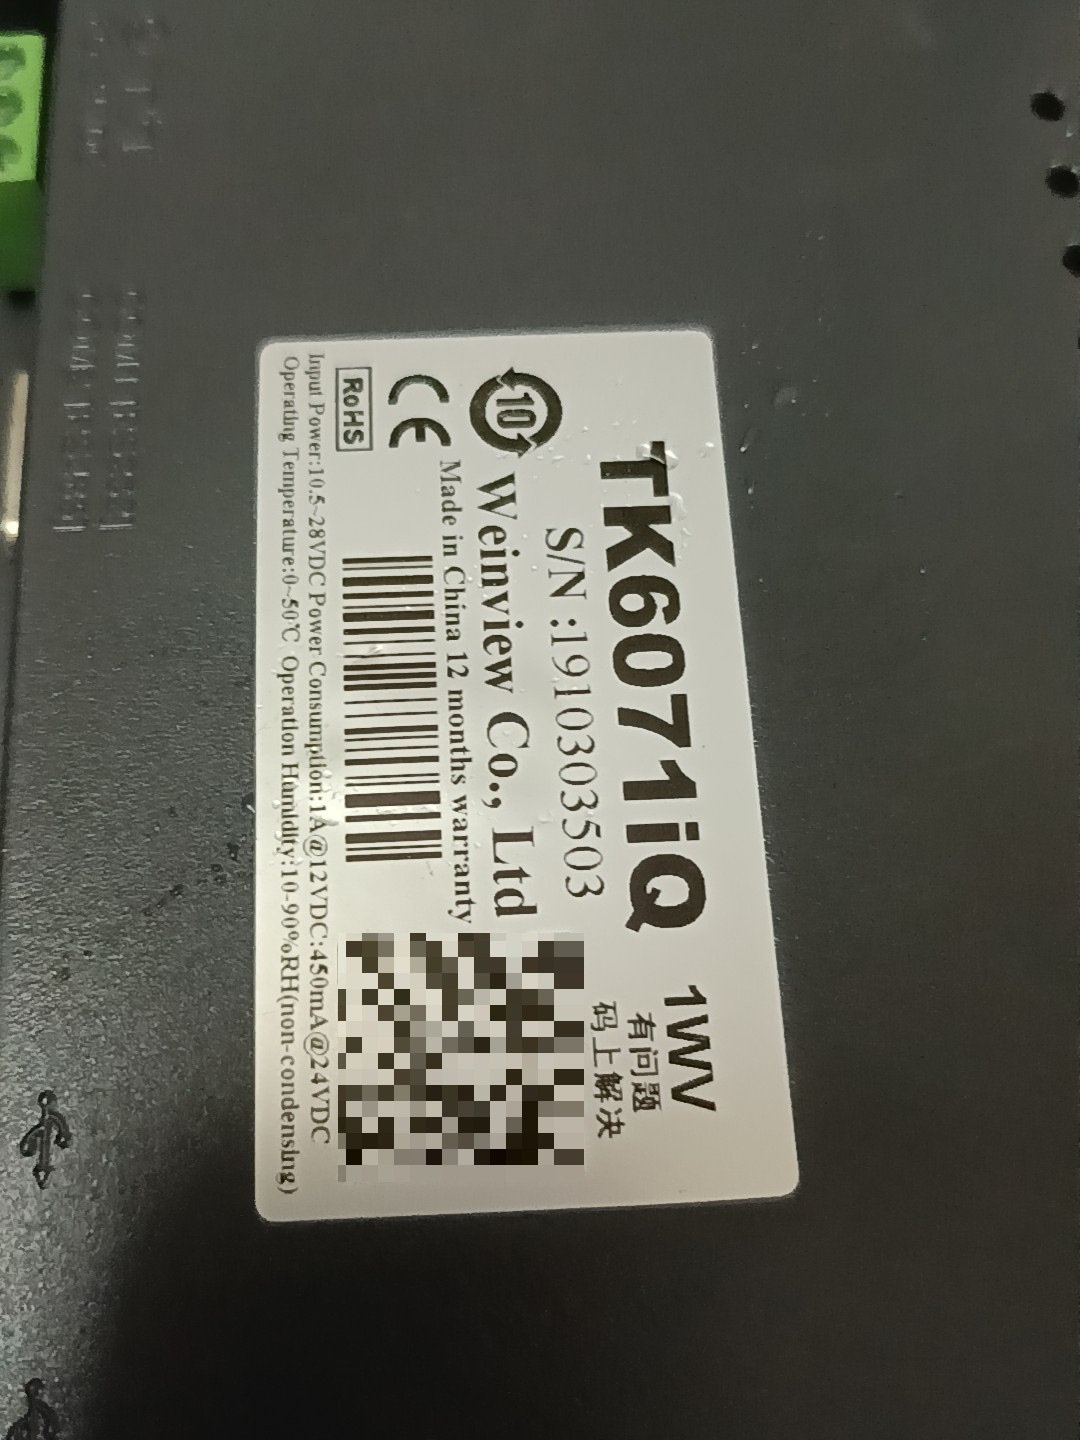 TK6071iQ 1WV
S/N :1910303503
有问题
码上解决
10
Weinview Co., Ltd
CE
Made in China 12 months warranty
RoHS
Input Power:10.5~28VDC Power Consumption:1A@12VDC:450mA@24VDC
Operating Temperature:0~50℃ Operation Humidity:10-90%RH(non-condensing)